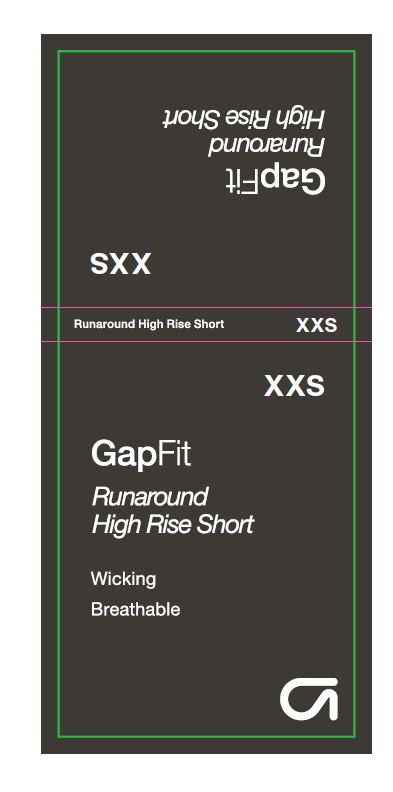 XXS
GapFit
Runaround
High Rise Short
Runaround High Rise Short XXS
XXS
GapFit
Runaround
High Rise Short
Wicking
Breathable